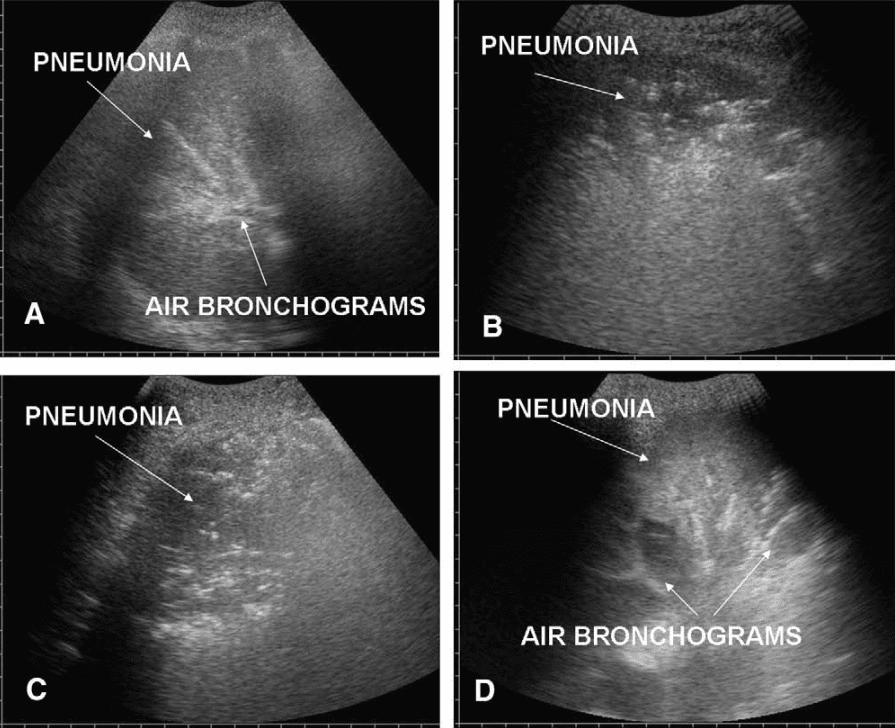 PNEUMONIA
AIR BRONCHOGRAMS
A
PNEUMONIA
B
PNEUMONIA
C
PNEUMONIA
AIR BRONCHOGRAMS
D